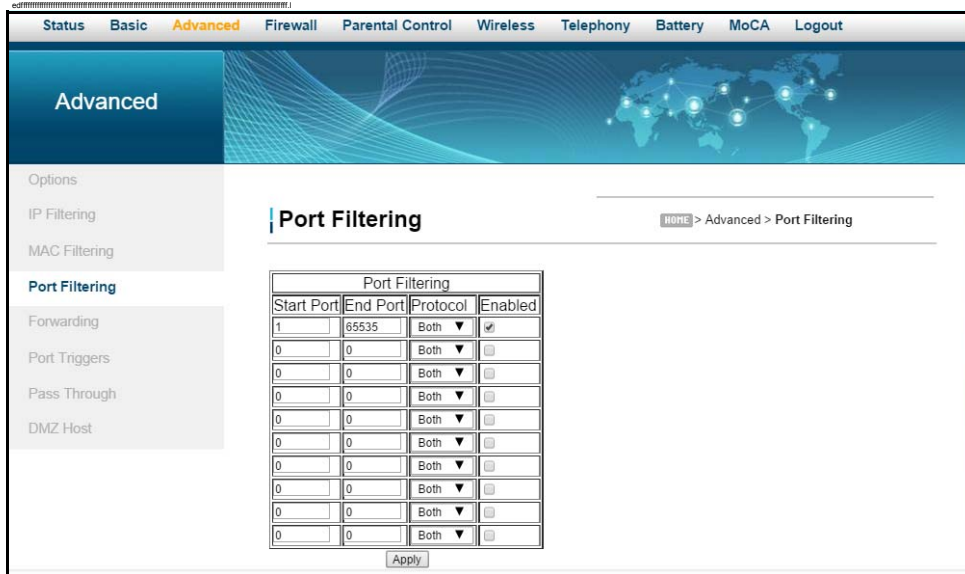 Status Basic Advanced Firewall Parental Control Wireless Telephony Battery MoCA Logout
Advanced
Options
IP Filtering
MAC Filtering
Port Filtering
Forwarding
Port Triggers
Pass Through
DMZ Host
Port Filtering
HOME > Advanced > Port Filtering
Port Filtering
Start Port End Port Protocol Enabled
1 65535 Both
0 0 Both
0 0 Both
0 0 Both
0 0 Both
0 0 Both
0 0 Both
0 0 Both
0 0 Both
0 0 Both
Apply